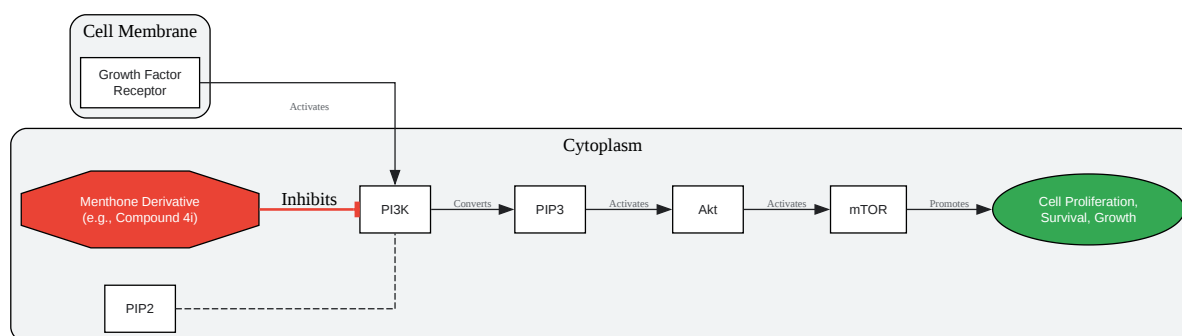 Cell Membrane
Growth Factor
Receptor
Activates
Cytoplasm
Menthone Derivative
(e.g., Compound 4i)
Inhibits
PI3K
Converts
PIP3
Activates
Akt
Activates
mTOR
Promotes
Cell Proliferation,
Survival, Growth
PIP2